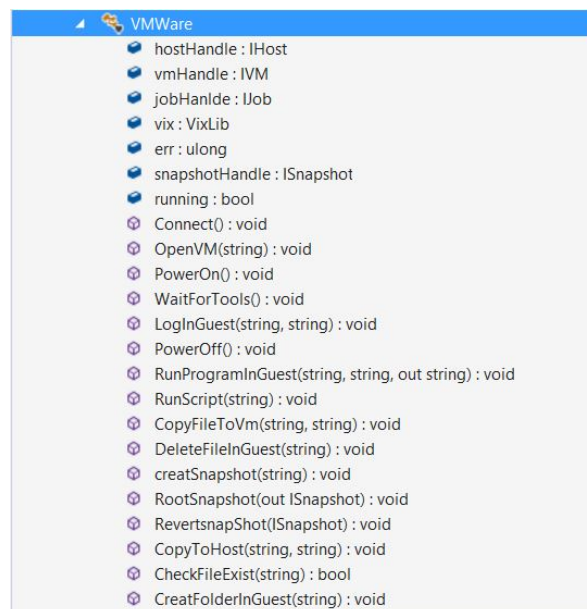 VMWare
hostHandle : IHost
vmHandle : IVM
jobHanlde : IJob
vix : VixLib
err : ulong
snapshotHandle : ISnapshot
running : bool
Connect() : void
OpenVM(string) : void
PowerOn() : void
WaitForTools() : void
LogInGuest(string, string) : void
PowerOff() : void
RunProgramInGuest(string, string, out string) : void
RunScript(string) : void
CopyFileToVm(string, string) : void
DeleteFileInGuest(string) : void
creatSnapshot(string) : void
RootSnapshot(out ISnapshot) : void
RevertsnapShot(ISnapshot) : void
CopyToHost(string, string) : void
CheckFileExist(string) : bool
CreatFolderInGuest(string) : void